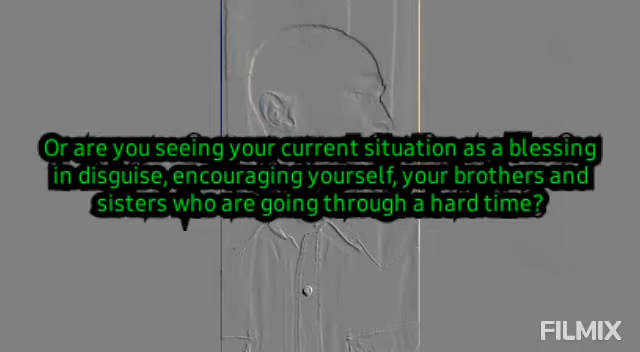 Or are you seeing your current situation as a blessing
in disguise, encouraging yourself, your brothers and
sisters who are going through a hard time?
FILMIX